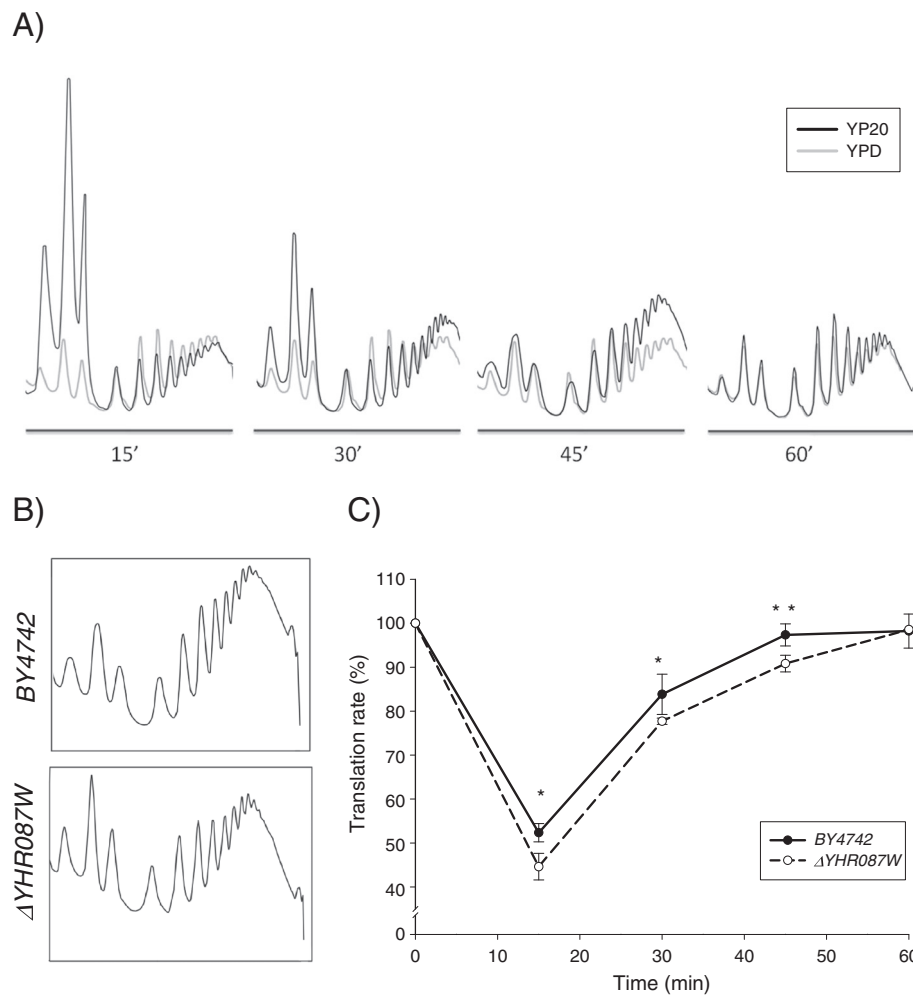 A)
YP20
YPD
15’ 30’ 45’ 60’
B)
BY4742
ΔYHR087W
C)
Translation rate (%)
110
100
90
80
70
60
50
40
0
*
*
* *
BY4742
ΔYHR087W
0 10 20 30 40 50 60
Time (min)